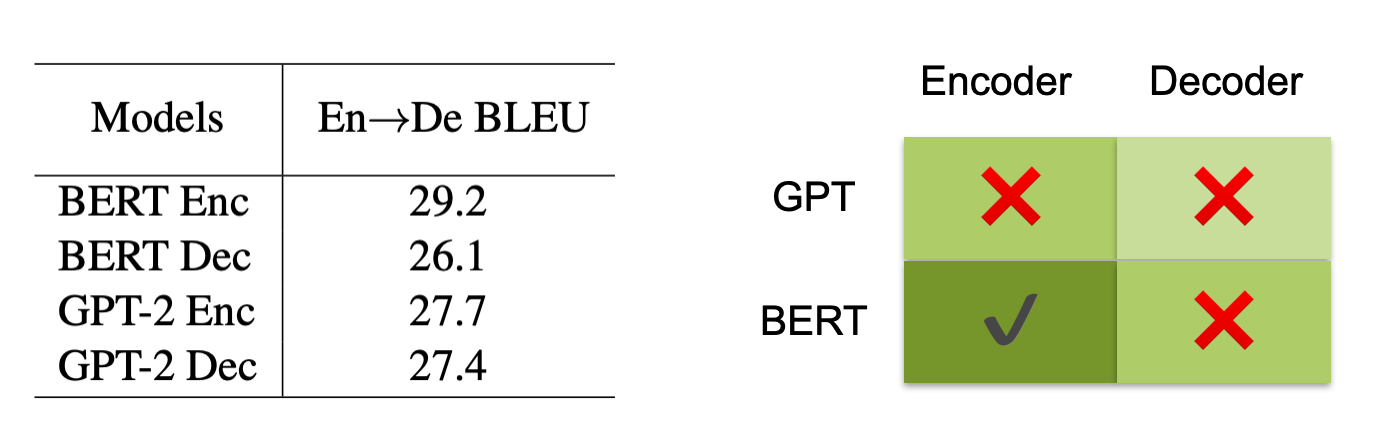 Models En→De BLEU
BERT Enc 29.2
BERT Dec 26.1
GPT-2 Enc 27.7
GPT-2 Dec 27.4
Encoder Decoder
GPT
BERT